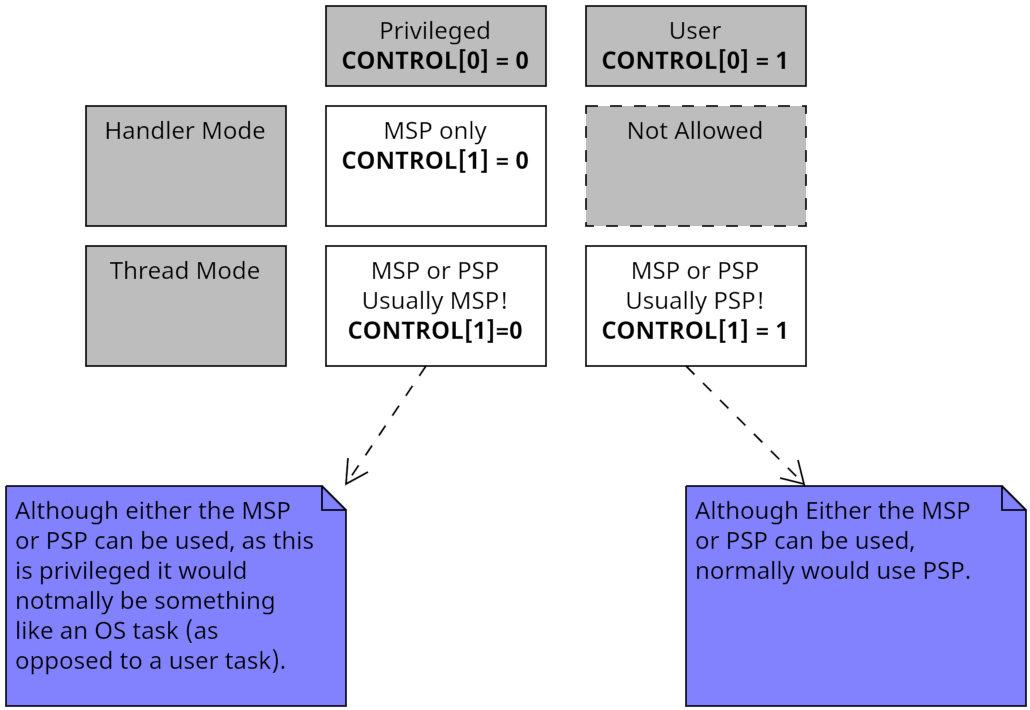 Privileged
CONTROL[0] = 0
User
CONTROL[0] = 1
Handler Mode
MSP only
CONTROL[1] = 0
Not Allowed
Thread Mode
MSP or PSP
Usually MSP!
CONTROL[1]=0
MSP or PSP
Usually PSP!
CONTROL[1] = 1
Although either the MSP
or PSP can be used, as this
is privileged it would
notmally be something
like an OS task (as
opposed to a user task).
Although Either the MSP
or PSP can be used,
normally would use PSP.